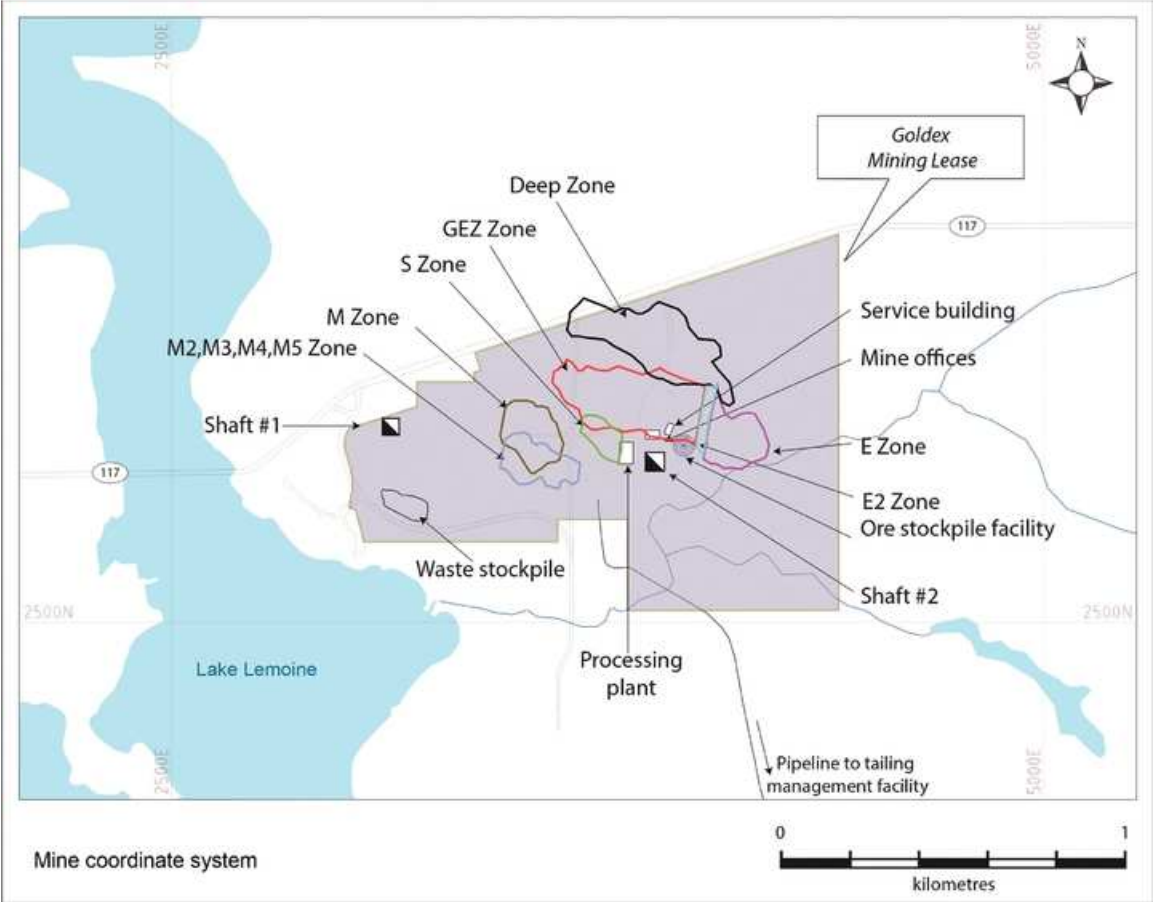 2500E
5000E
N
Goldex
Mining Lease
Deep Zone
117
GEZ Zone
S Zone
Service building
M Zone
M2,M3,M4,M5 Zone
Mine offices
Shaft #1
E Zone
117
E2 Zone
Ore stockpile facility
Waste stockpile
Shaft #2
2500N
2500N
Processing
plant
Lake Lemoine
2500E
5000E
Pipeline to tailing
management facility
0
1
Mine coordinate system
kilometres